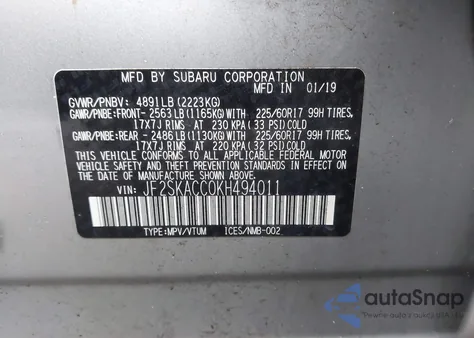 MFD BY SUBARU CORPORATION 01/19
GVWR/PNBV: 4891LB (2223KG)
GAWR/PNBE:FRONT- 2563LB(1165KG)WITH 225/60R17 99H TIRES,
17X7J RIMS AT 230 KPA (33 PSI)COLD
GAWR/PNBE:REAR - 2486LB(1130KG)WITH 225/60R17 99H TIRES,
17X7J RIMS AT 220 KPA (32 PSI)COLD
THIS VEHICLE CONFORMS TO ALL APPLICABLE FEDERAL MOTOR
VEHICLE SAFETY AND THEFT PREVENTION STANDARDS IN EFFECT ON THE
DATE OF MANUFACTURE SHOWN ABOVE.
VIN: JF2SKACC0KH494011
TYPE:MPV/VTUM ICES/NMB-002
autoSnap